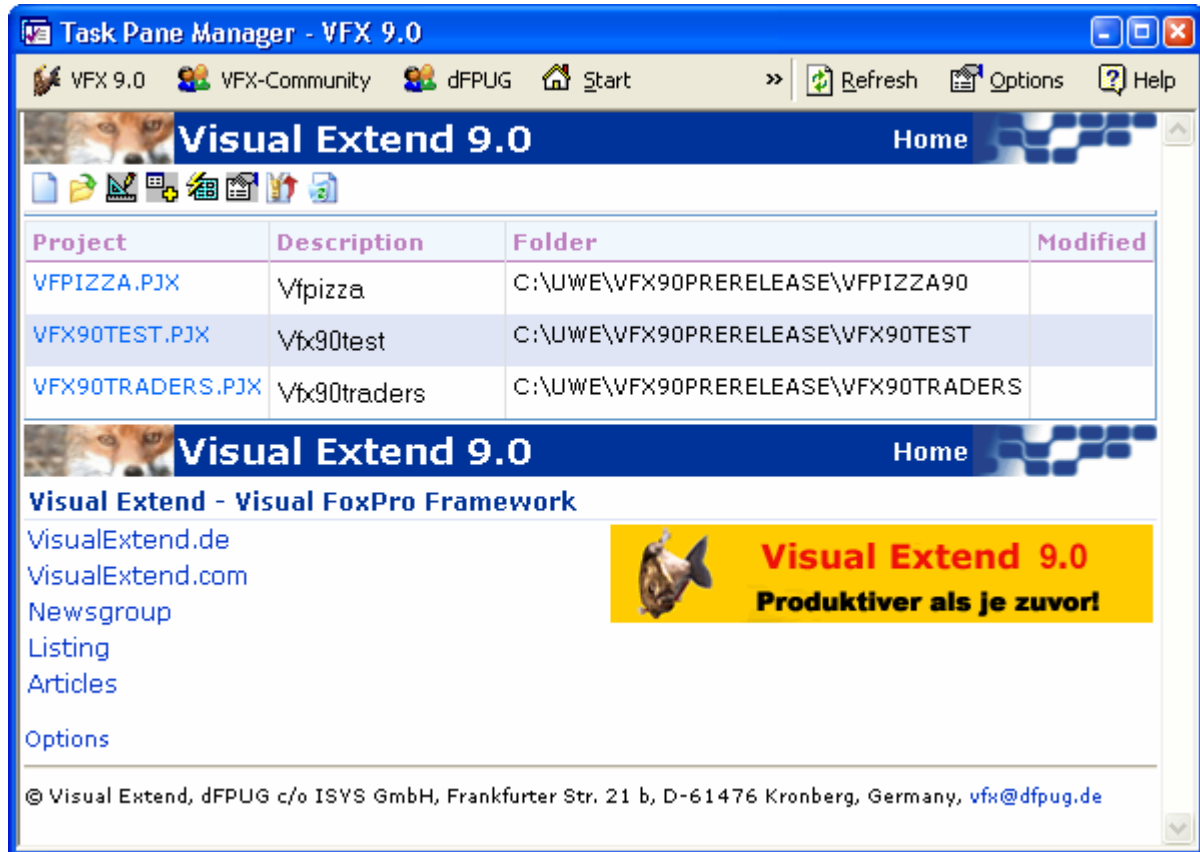 Task Pane Manager - VFX 9.0
VFX 9.0 VFX-Community dFPUG Start » Refresh Options Help
Visual Extend 9.0 Home
Project Description Folder Modified
VFPIZZA.PJX Vfpizza C:\UWE\VFX90PRERELEASE\VFPIZZA90
VFX90TEST.PJX Vfx90test C:\UWE\VFX90PRERELEASE\VFX90TEST
VFX90TRADERS.PJX Vfx90traders C:\UWE\VFX90PRERELEASE\VFX90TRADERS
Visual Extend 9.0 Home
Visual Extend - Visual FoxPro Framework
VisualExtend.de
Visual Extend 9.0
VisualExtend.com
Produktiver als je zuvor!
Newsgroup
Listing
Articles
Options
© Visual Extend, dFPUG c/o ISYS GmbH, Frankfurter Str. 21 b, D-61476 Kronberg, Germany, vfx@dfpug.de